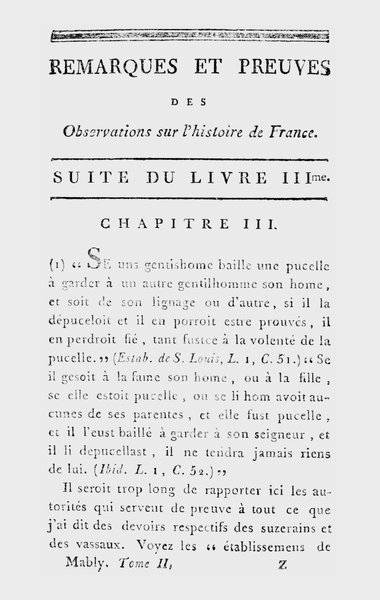 REMARQUES ET PREUVES
DES
Observations sur l'histoire de France.
SUITE DU LIVRE IIIme.
CHAPITRE III.
(1) “ SE uns gentishome baille une pucelle
à garder à un autre gentilhomme son home,
et soit de son lignage ou d'autre, si il la
dépuceloit et il en porroit estre prouvés, il
en perdroit fié, tant fustce à la volenté de la
pucelle.” (Estab. de S. Louis, L. 1, C. 51.) “ Se
il gesoit à la fame son home, ou à la fille,
se elle estoit pucelle, ou se li hom avoit au-
cunes de ses parentes, et elle fust pucelle,
et il l'eust baillé à garder à son seigneur, et
il li depucellast, il ne tendra jamais riens
de lui. (Ibid. L. 1, C. 52.) ”
Il seroit trop long de rapporter ici les au-
torités qui servent de preuve à tout ce que
j'ai dit des devoirs respectifs des suzerains et
des vassaux. Voyez les “ établissemens de
Mably, Tome II, Z